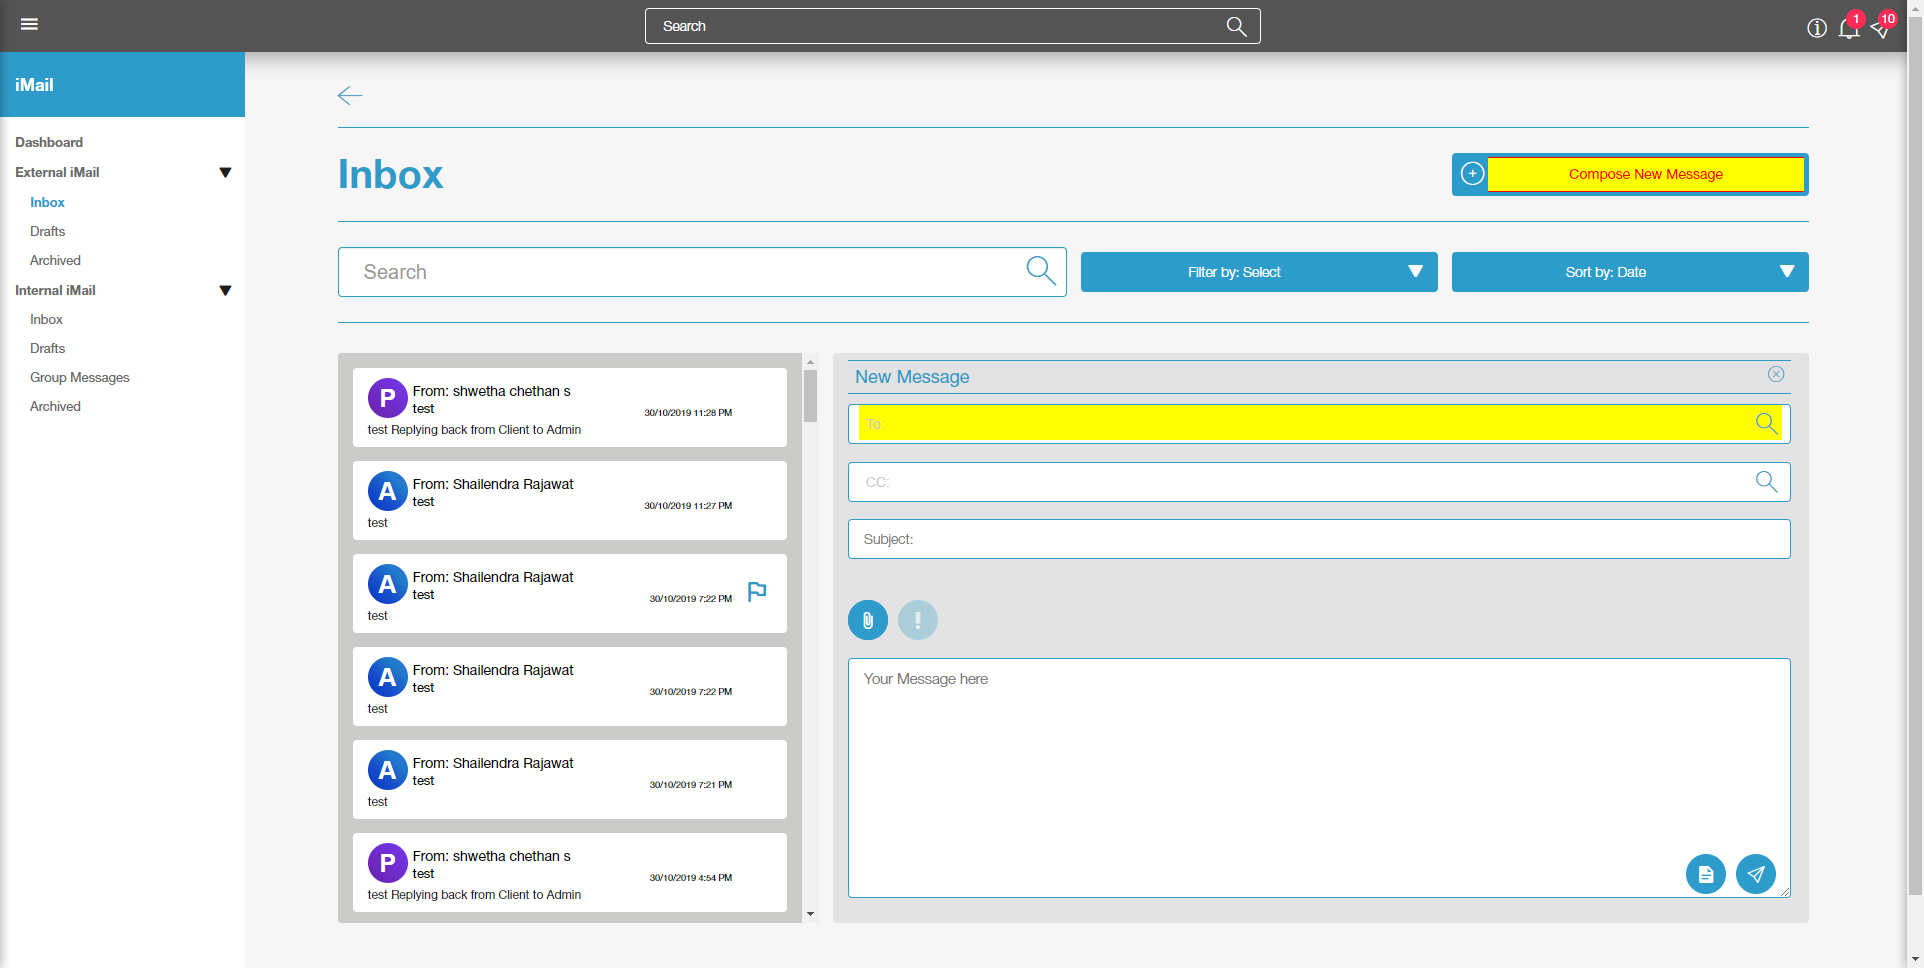 Search
1
10
iMail
Dashboard
External iMail
Inbox
Drafts
Archived
Internal iMail
Inbox
Drafts
Group Messages
Archived
Inbox
Compose New Message
Search
Filter by: Select
Sort by: Date
P
From: shwetha chethan s
test
30/10/2019 11:28 PM
test Replying back from Client to Admin
A
From: Shailendra Rajawat
test
30/10/2019 11:27 PM
test
A
From: Shailendra Rajawat
test
30/10/2019 7:22 PM
test
A
From: Shailendra Rajawat
test
30/10/2019 7:22 PM
test
A
From: Shailendra Rajawat
test
30/10/2019 7:21 PM
test
P
From: shwetha chethan s
test
30/10/2019 4:54 PM
test Replying back from Client to Admin
New Message
To:
CC:
Subject:
Your Message here